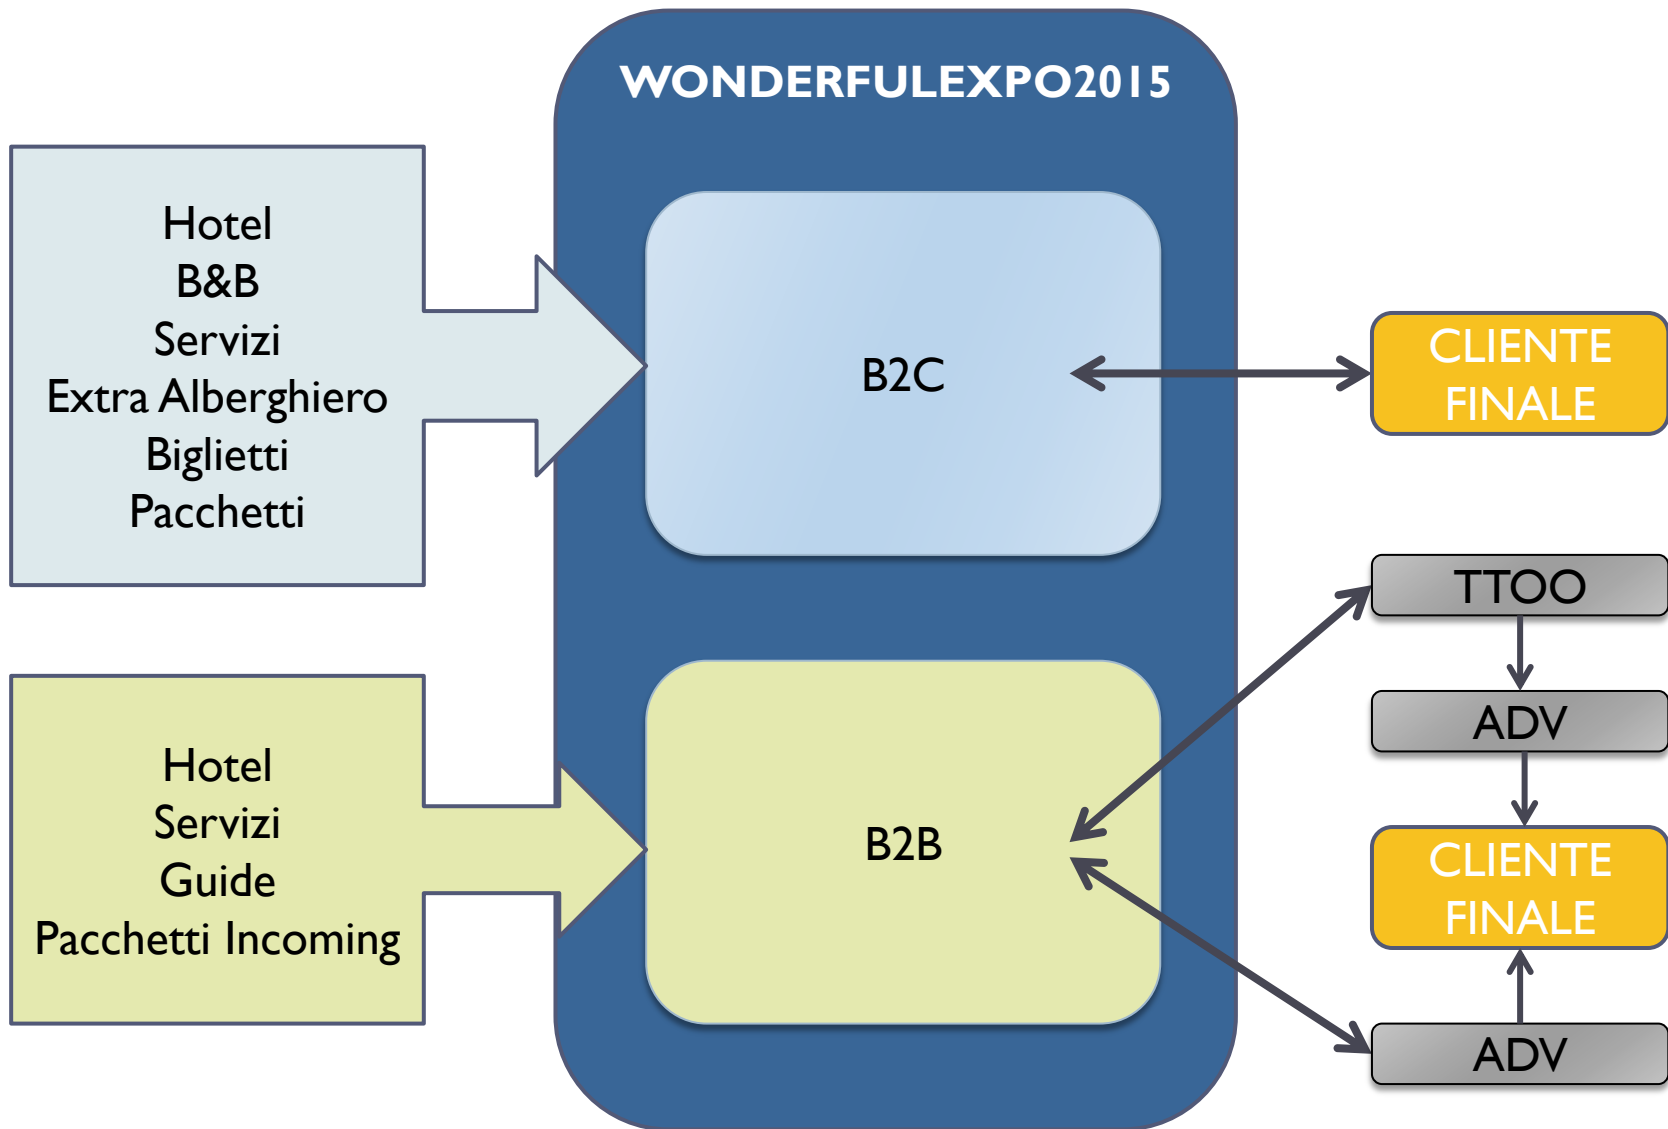 WONDERFULEXPO2015
Hotel
B&B
Servizi
Extra Alberghiero
Biglietti
Pacchetti
B2C
CLIENTE
FINALE
Hotel
Servizi
Guide
Pacchetti Incoming
B2B
TTOO
ADV
CLIENTE
FINALE
ADV